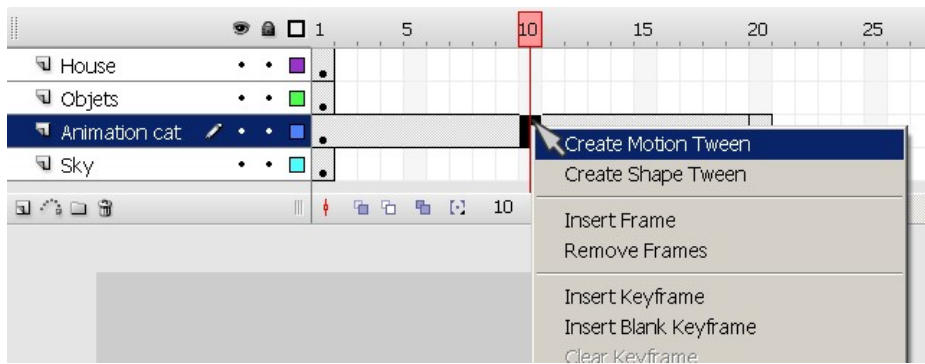 1 5 10 15 20 25
House
Objets
Animation cat
Sky
10
Create Motion Tween
Create Shape Tween
Insert Frame
Remove Frames
Insert Keyframe
Insert Blank Keyframe
Clear Keyframe